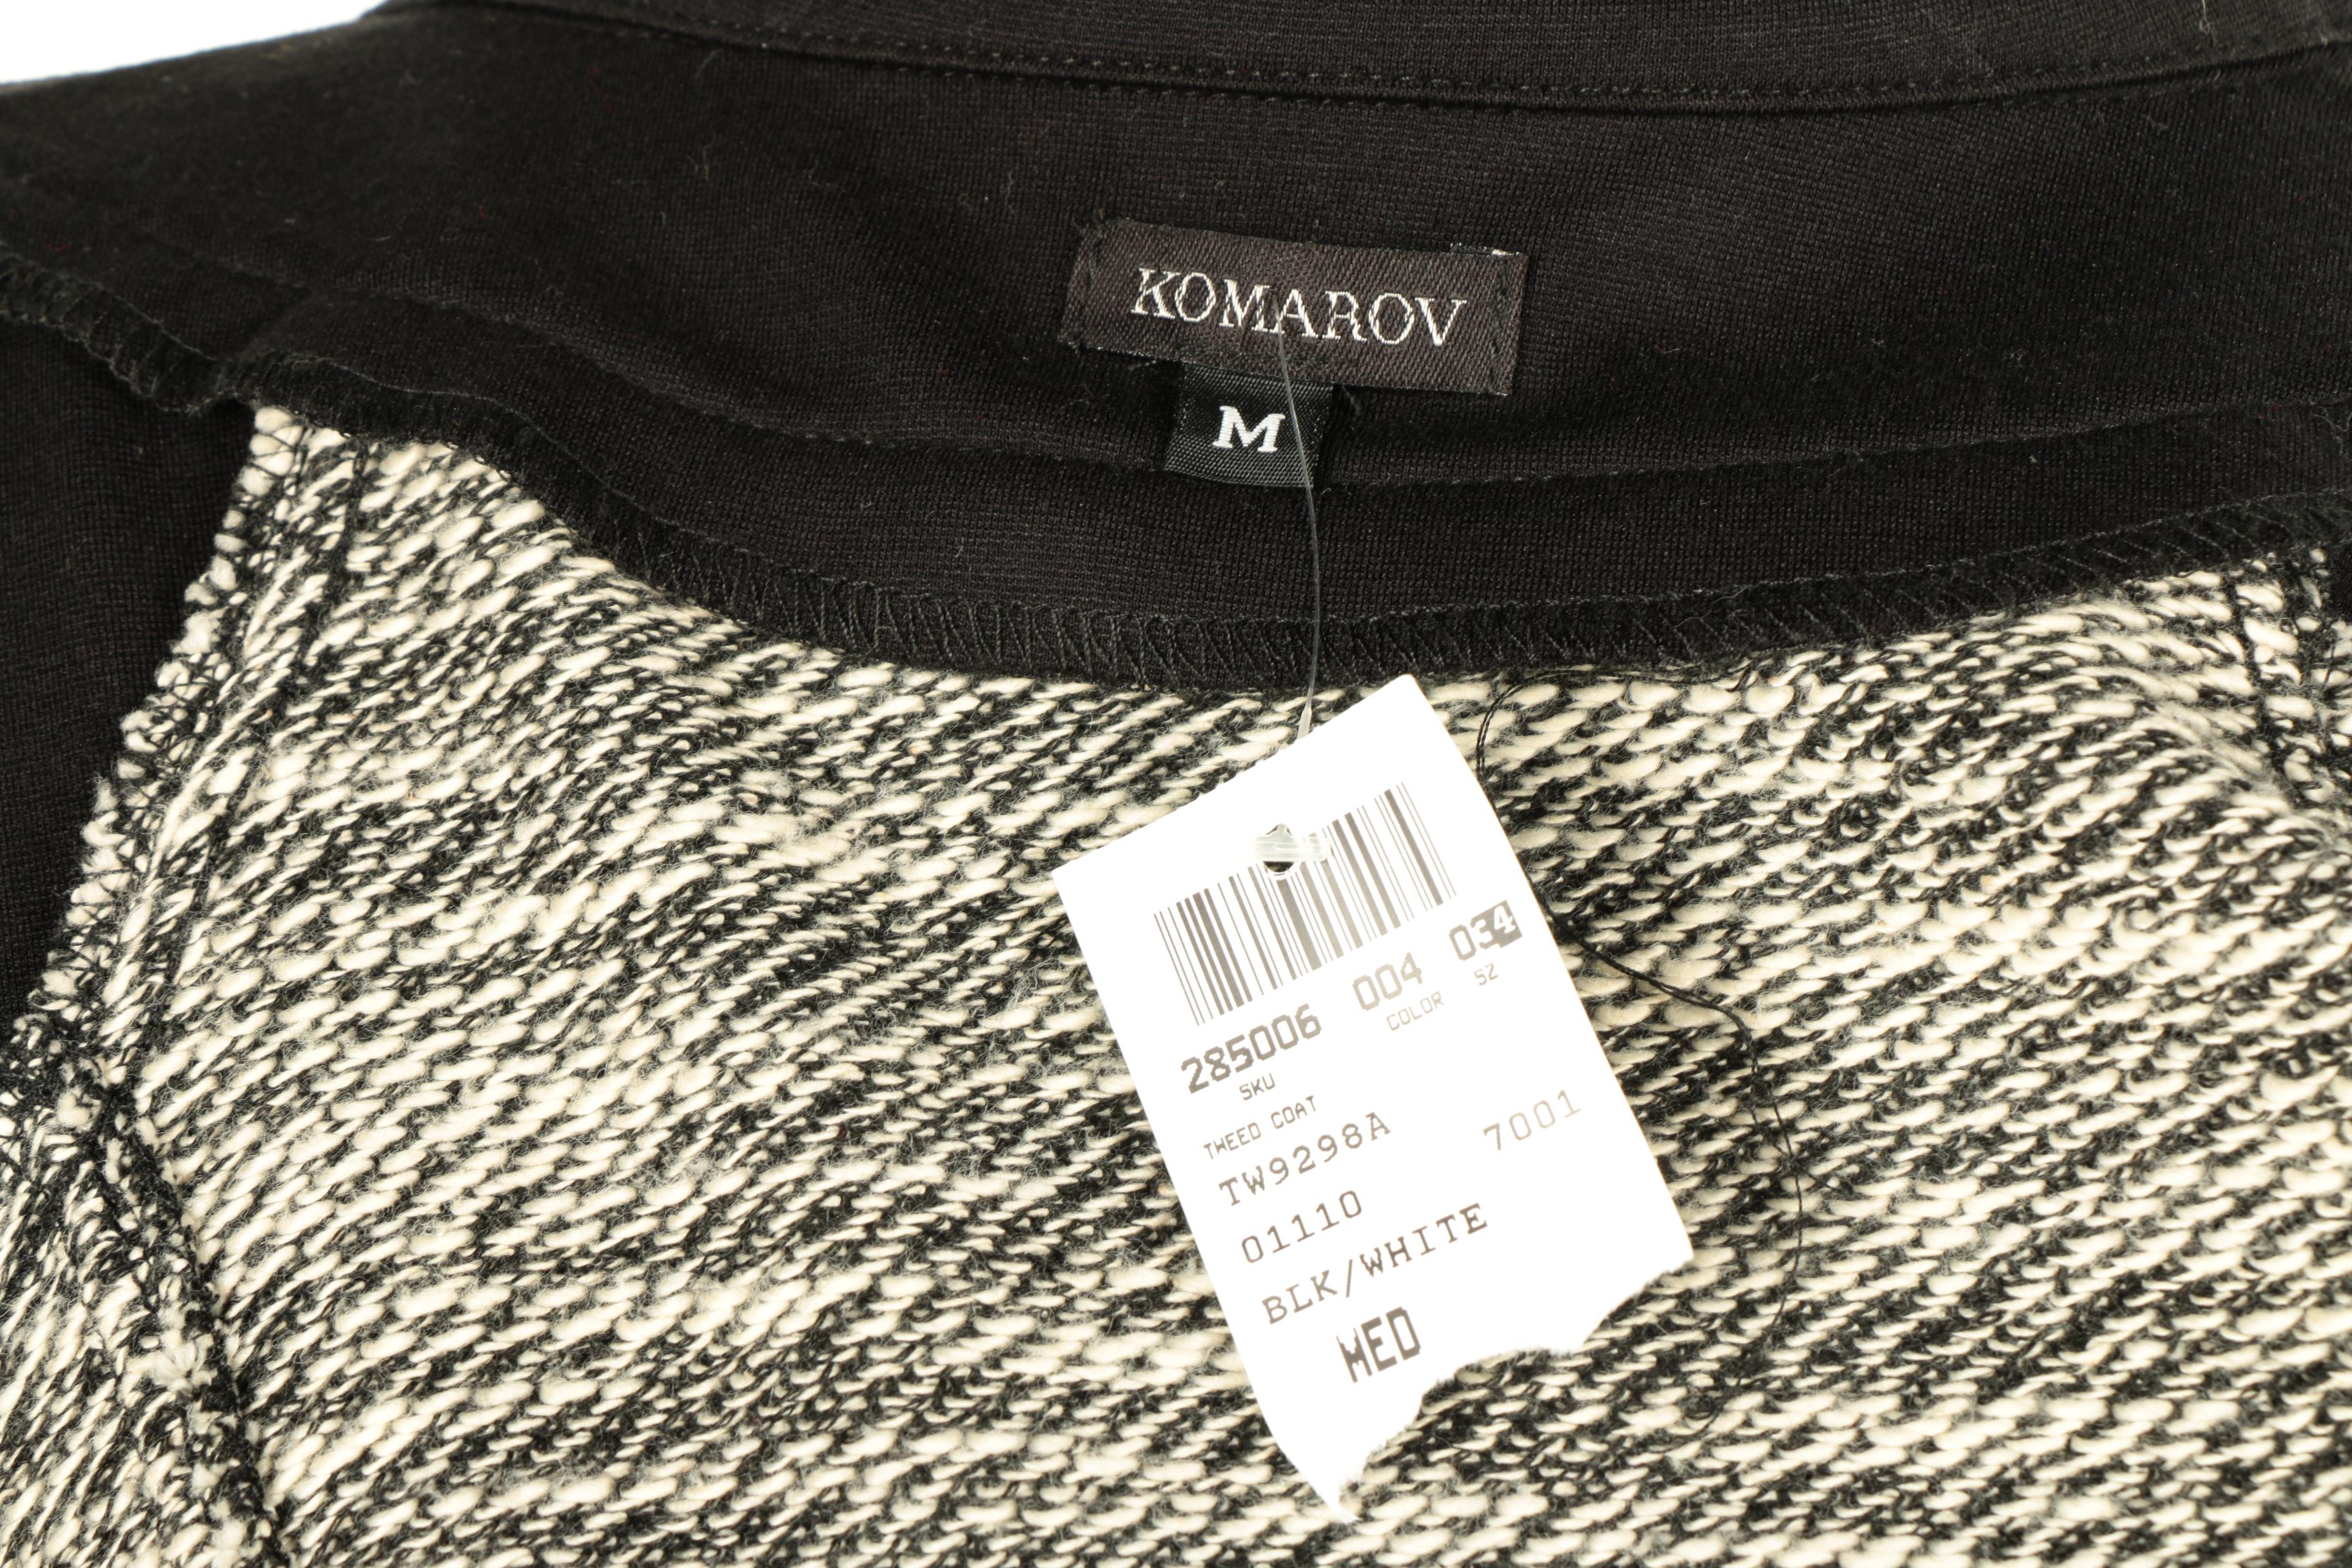 KOMAROV
M
285006 004 034
SKU COLOR SZ
TWEED COAT
TW9298A 7001
01110
BLK/WHITE
MED